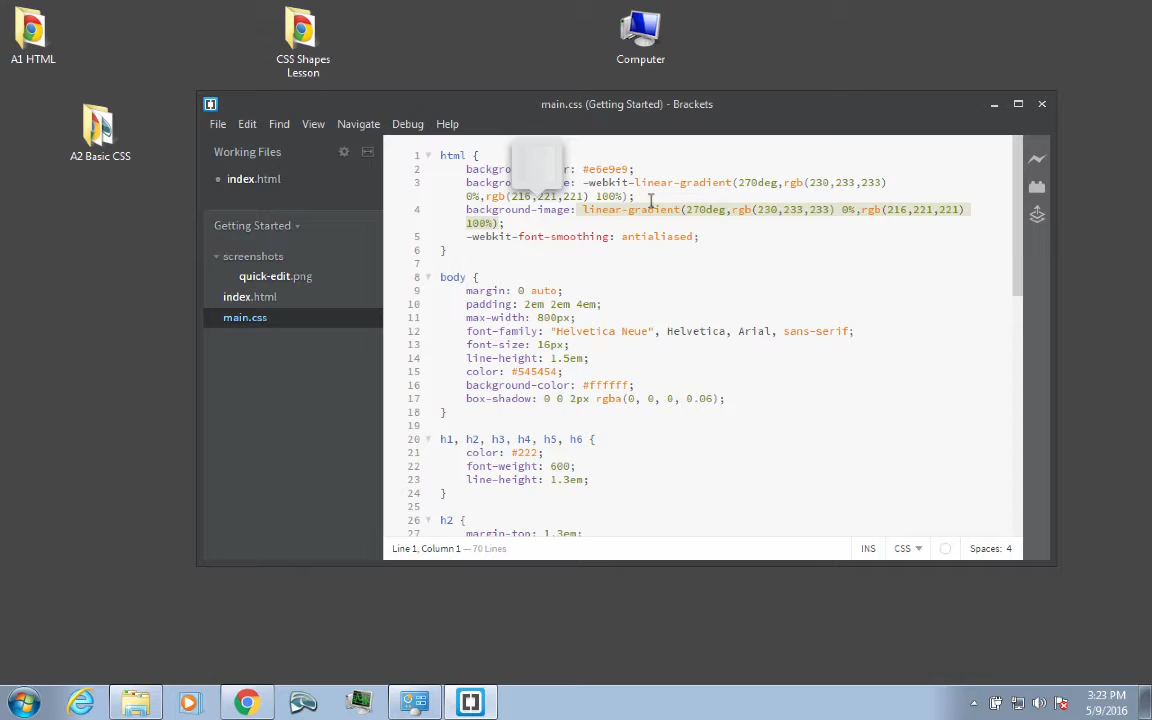 A1 HTML
CSS Shapes
Lesson
Computer
A2 Basic CSS
main.css (Getting Started) - Brackets
File Edit Find View Navigate Debug Help
Working Files
index.html
Getting Started
screenshots
quick-edit.png
index.html
main.css
1 html {
2 backgro r: #e6e9e9;
3 backgro e: -webkit-linear-gradient(270deg,rgb(230,233,233)
0%,rgb(216,221,221) 100%);
4 background-image: linear-gradient(270deg,rgb(230,233,233) 0%,rgb(216,221,221)
100%);
5 -webkit-font-smoothing: antialiased;
6 }
7
8 body {
9 margin: 0 auto;
10 padding: 2em 2em 4em;
11 max-width: 800px;
12 font-family: "Helvetica Neue", Helvetica, Arial, sans-serif;
13 font-size: 16px;
14 line-height: 1.5em;
15 color: #545454;
16 background-color: #ffffff;
17 box-shadow: 0 0 2px rgba(0, 0, 0, 0.06);
18 }
19
20 h1, h2, h3, h4, h5, h6 {
21 color: #222;
22 font-weight: 600;
23 line-height: 1.3em;
24 }
25
26 h2 {
27 margin-top: 1.3em;
Line 1, Column 1 — 70 Lines
INS CSS Spaces: 4
3:23 PM
5/9/2016